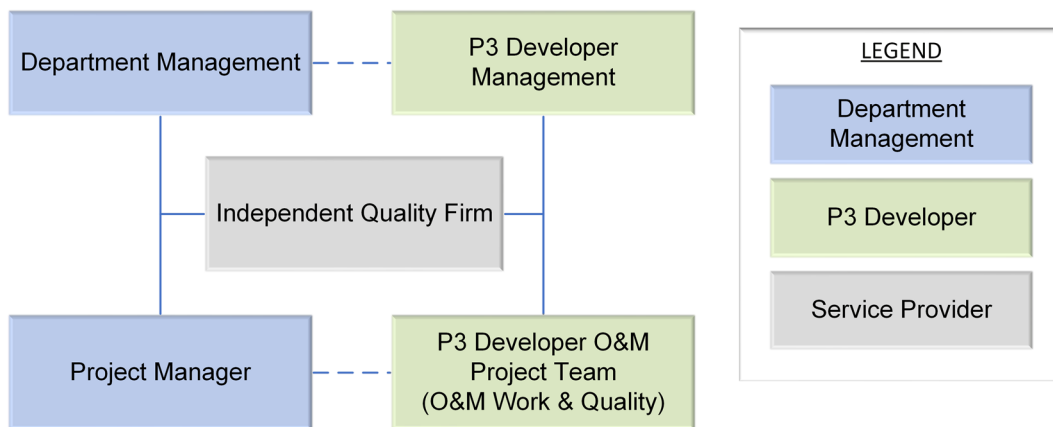 Department Management
P3 Developer
Management
Independent Quality Firm
Project Manager
P3 Developer O&M
Project Team
(O&M Work & Quality)
LEGEND
Department
Management
P3 Developer
Service Provider